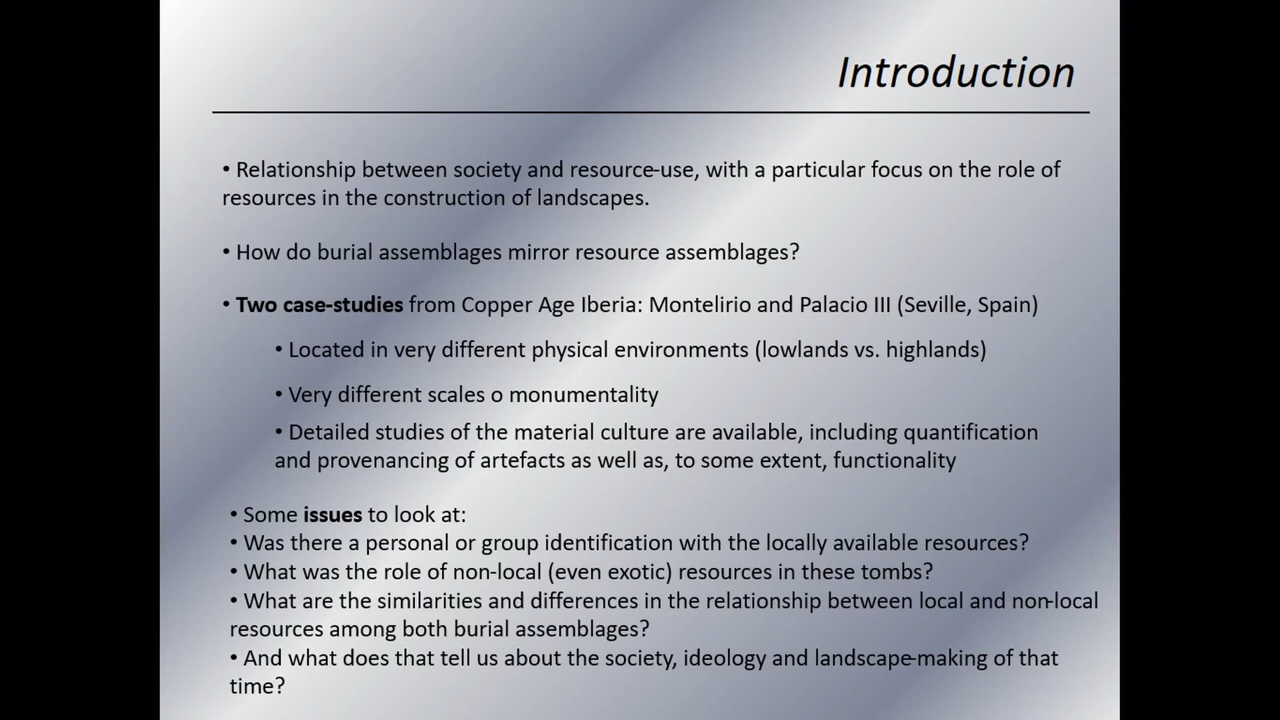 Introduction
• Relationship between society and resource-use, with a particular focus on the role of
resources in the construction of landscapes.
• How do burial assemblages mirror resource assemblages?
• Two case-studies from Copper Age Iberia: Montelirio and Palacio III (Seville, Spain)
• Located in very different physical environments (lowlands vs. highlands)
• Very different scales o monumentality
• Detailed studies of the material culture are available, including quantification
and provenancing of artefacts as well as, to some extent, functionality
• Some issues to look at:
• Was there a personal or group identification with the locally available resources?
• What was the role of non-local (even exotic) resources in these tombs?
• What are the similarities and differences in the relationship between local and non-local
resources among both burial assemblages?
• And what does that tell us about the society, ideology and landscape-making of that
time?